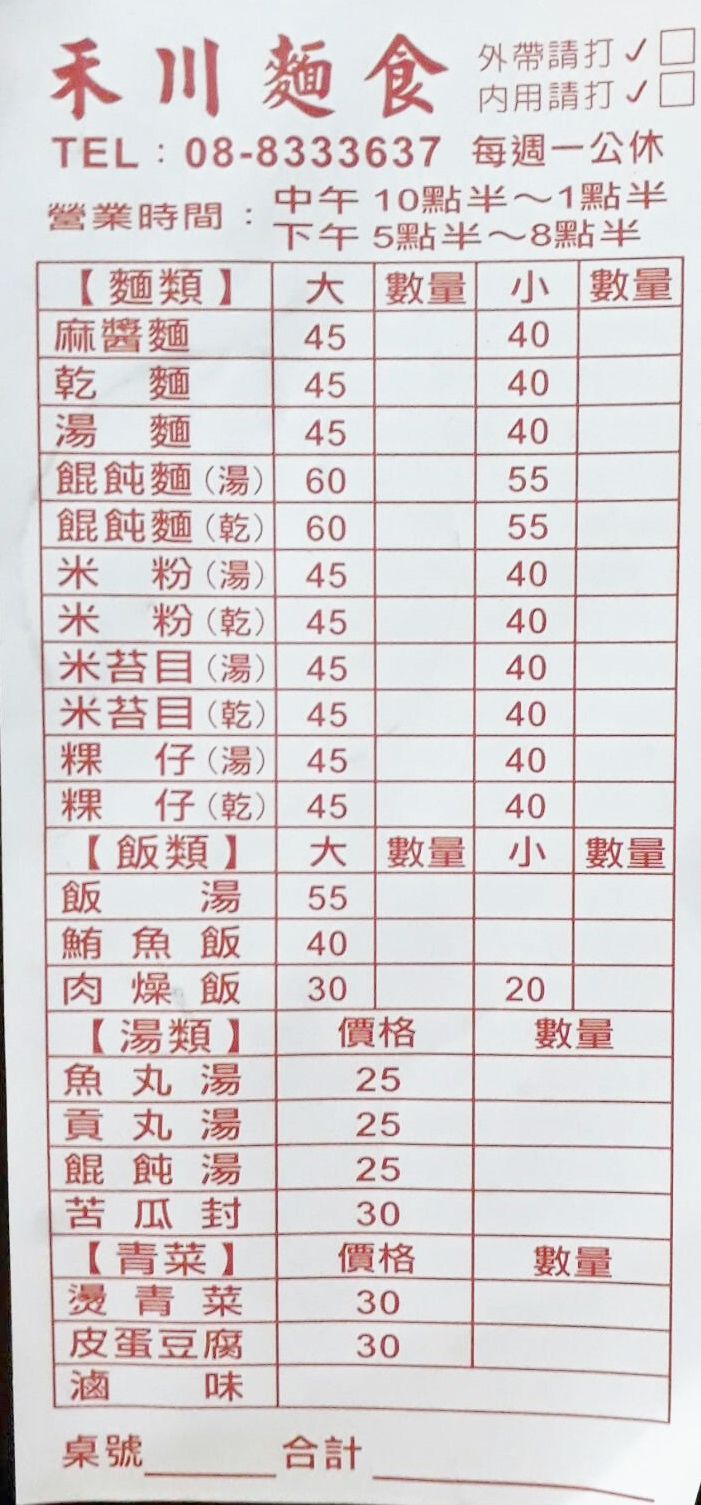 禾川麵食 外帶請打✓□
內用請打✓□
TEL：08-8333637 每週一公休
營業時間：中午10點半～1點半
下午5點半～8點半
【麵類】 大 數量 小 數量
麻醬麵 45 40
乾麵 45 40
湯麵 45 40
餛飩麵(湯) 60 55
餛飩麵(乾) 60 55
米粉(湯) 45 40
米粉(乾) 45 40
米苔目(湯) 45 40
米苔目(乾) 45 40
粿仔(湯) 45 40
粿仔(乾) 45 40
【飯類】 大 數量 小 數量
飯湯 55
鮪魚飯 40
肉燥飯 30 20
【湯類】 價格 數量
魚丸湯 25
貢丸湯 25
餛飩湯 25
苦瓜封 30
【青菜】 價格 數量
燙青菜 30
皮蛋豆腐 30
滷味
桌號______ 合計____________